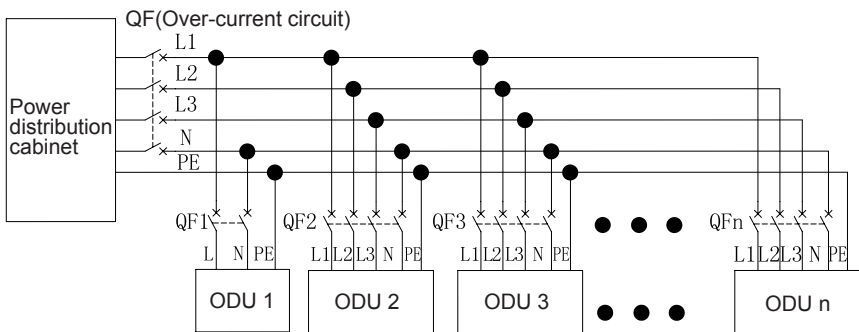 QF(Over-current circuit)
L1
L2
L3
N
PE
Power
distribution
cabinet
QF1 QF2 QF3 QFn
L N PE L1 L2 L3 N PE L1 L2 L3 N PE L1 L2 L3 N PE
ODU 1 ODU 2 ODU 3 ODU n